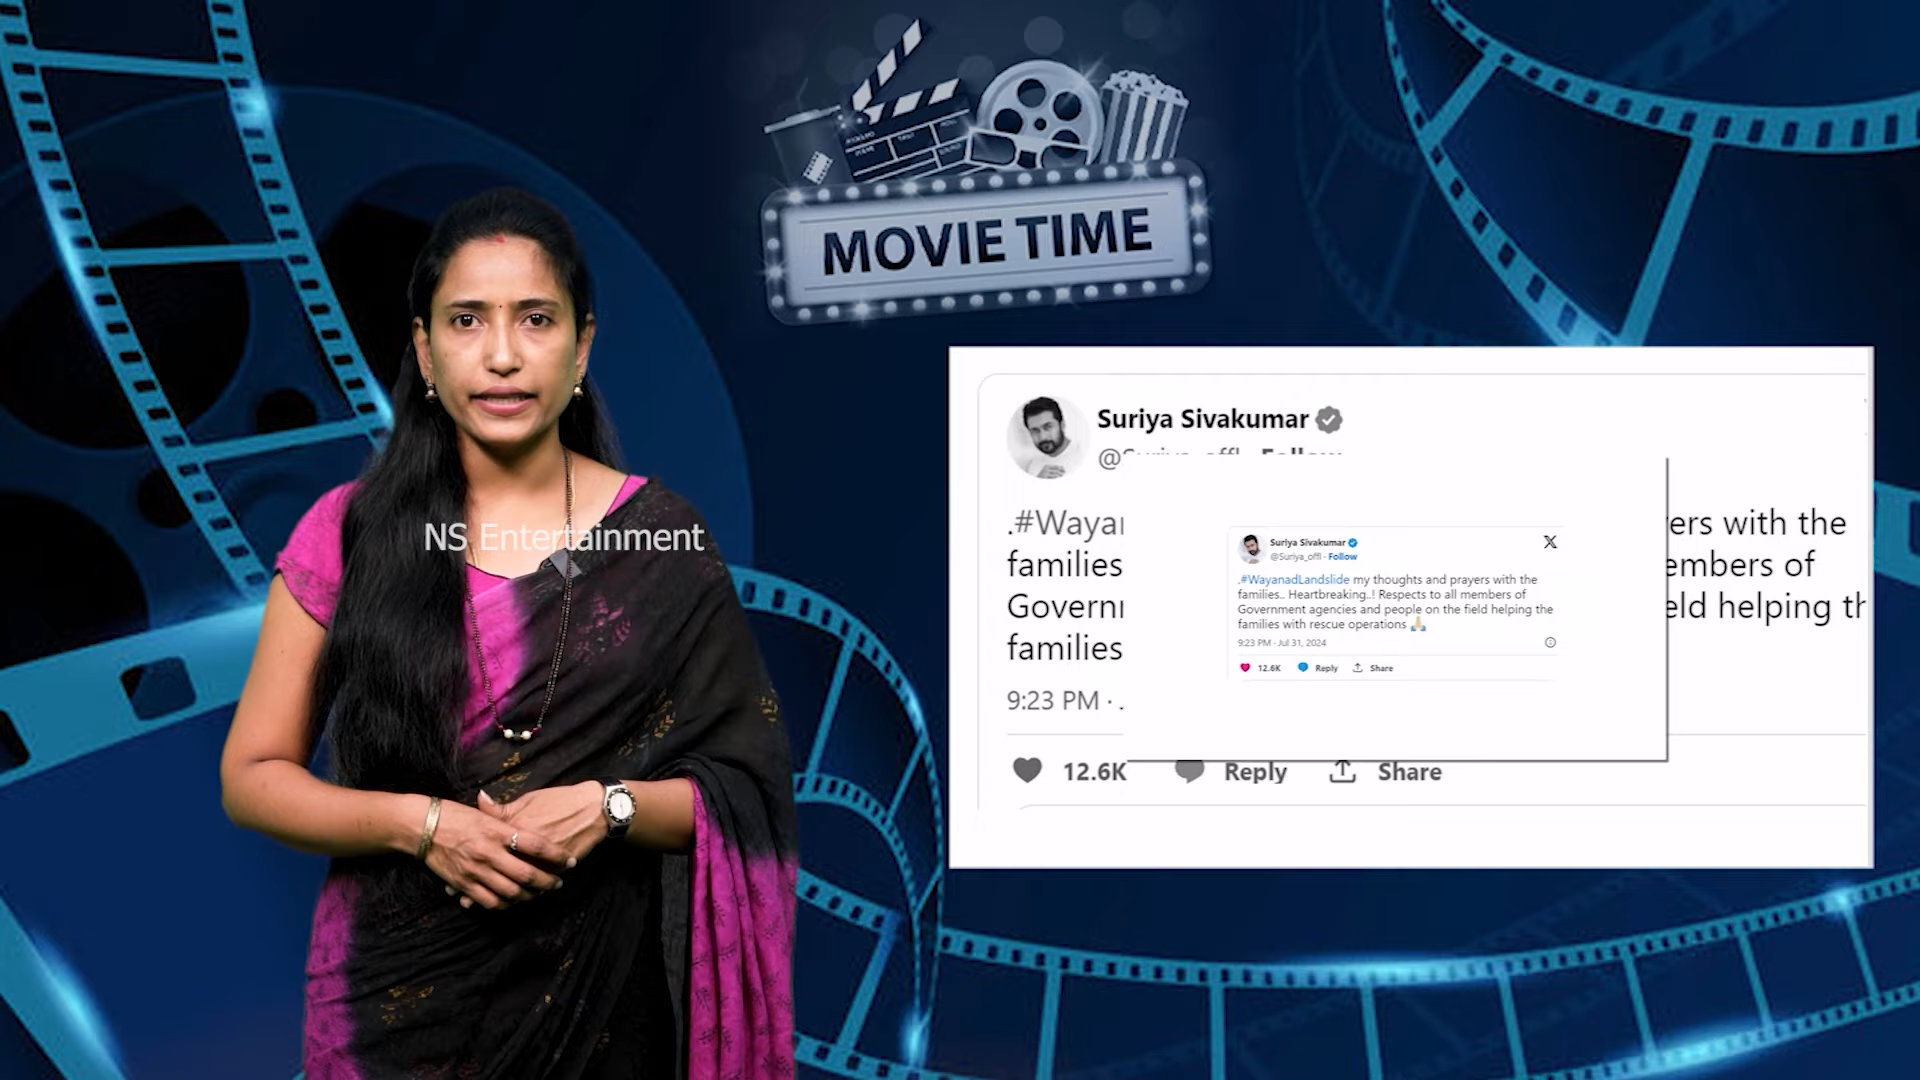 MOVIE TIME
NS Entertainment
Suriya Sivakumar
.#Wayan
ers with the
families
embers of
Govern
eld helping th
families
9:23 PM · .
12.6K Reply Share
Suriya Sivakumar
@Suriya_offl · Follow
.#WayanadLandslide my thoughts and prayers with the
families.. Heartbreaking..! Respects to all members of
Government agencies and people on the field helping the
families with rescue operations 🙏🏼
9:23 PM · Jul 31, 2024
12.6K Reply Share